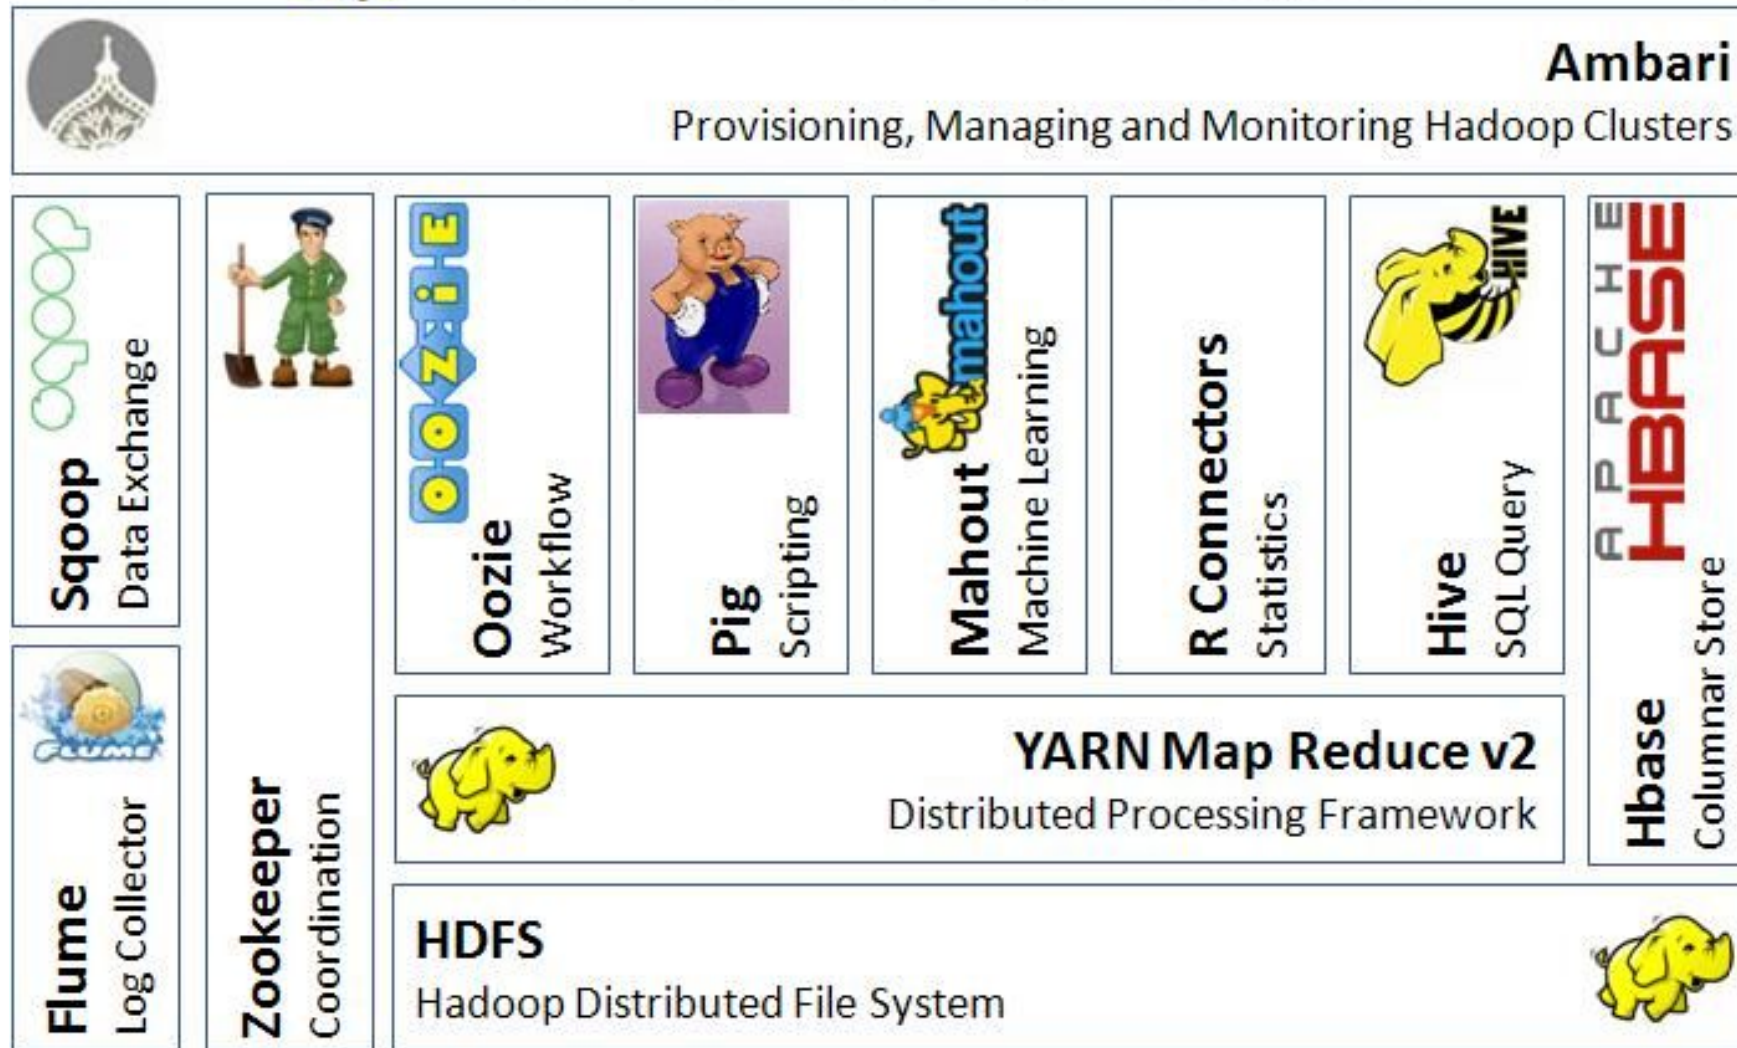 Ambari
Provisioning, Managing and Monitoring Hadoop Clusters
Sqoop
Data Exchange
Flume
Log Collector
Zookeeper
Coordination
Oozie
Workflow
Pig
Scripting
Mahout
Machine Learning
R Connectors
Statistics
Hive
SQL Query
Hbase
Columnar Store
YARN Map Reduce v2
Distributed Processing Framework
HDFS
Hadoop Distributed File System
sqoop
FLUME
OOZiE
mahout
HIVE
APACHE
HBASE